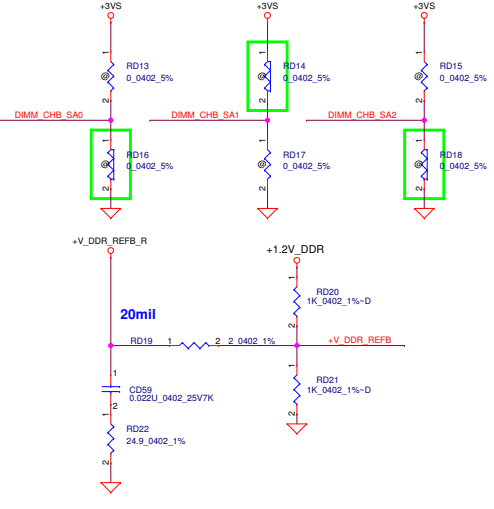 +3VS
+3VS
+3VS
1
1
1
RD13
RD14
RD15
@
@
@
0_0402_5%
0_0402_5%
0_0402_5%
2
2
2
DIMM_CHB_SA0
DIMM_CHB_SA1
DIMM_CHB_SA2
1
1
1
RD16
RD17
RD18
@
@
0_0402_5%
0_0402_5%
0_0402_5%
2
2
2
+V_DDR_REFB_R
+1.2V_DDR
1
RD20
1K_0402_1%~D
2
20mil
RD19
1
2
2_0402_1%
+V_DDR_REFB
1
1
RD21
CD59
1K_0402_1%~D
0.022U_0402_25V7K
2
2
1
RD22
24.9_0402_1%
2